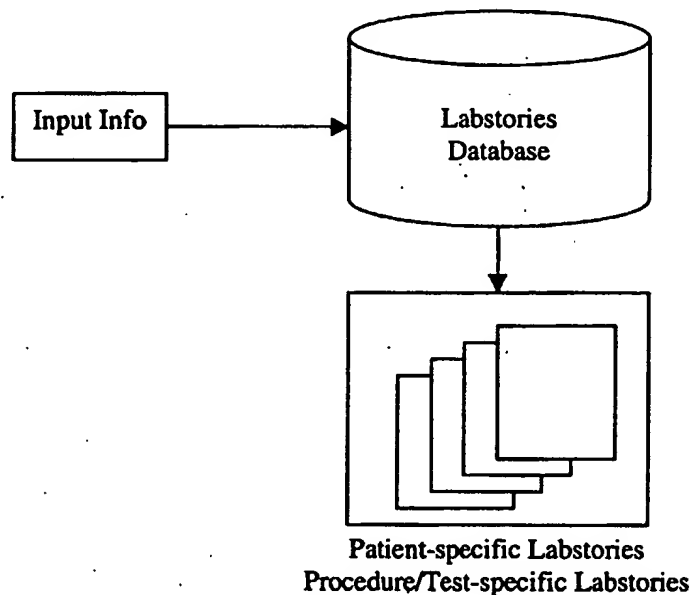 Input Info
Labstories
Database
Patient-specific Labstories
Procedure/Test-specific Labstories